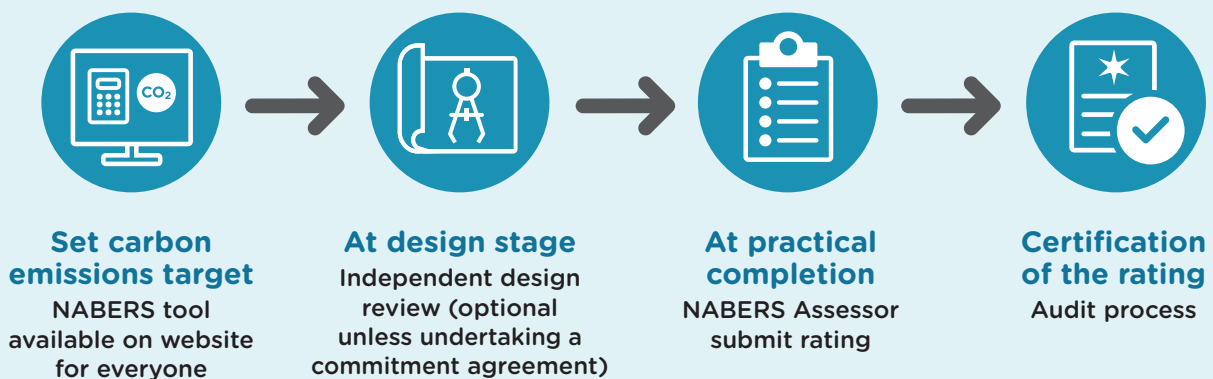 CO₂
Set carbon
emissions target
NABERS tool
available on website
for everyone
At design stage
Independent design
review (optional
unless undertaking a
commitment agreement)
At practical
completion
NABERS Assessor
submit rating
Certification
of the rating
Audit process